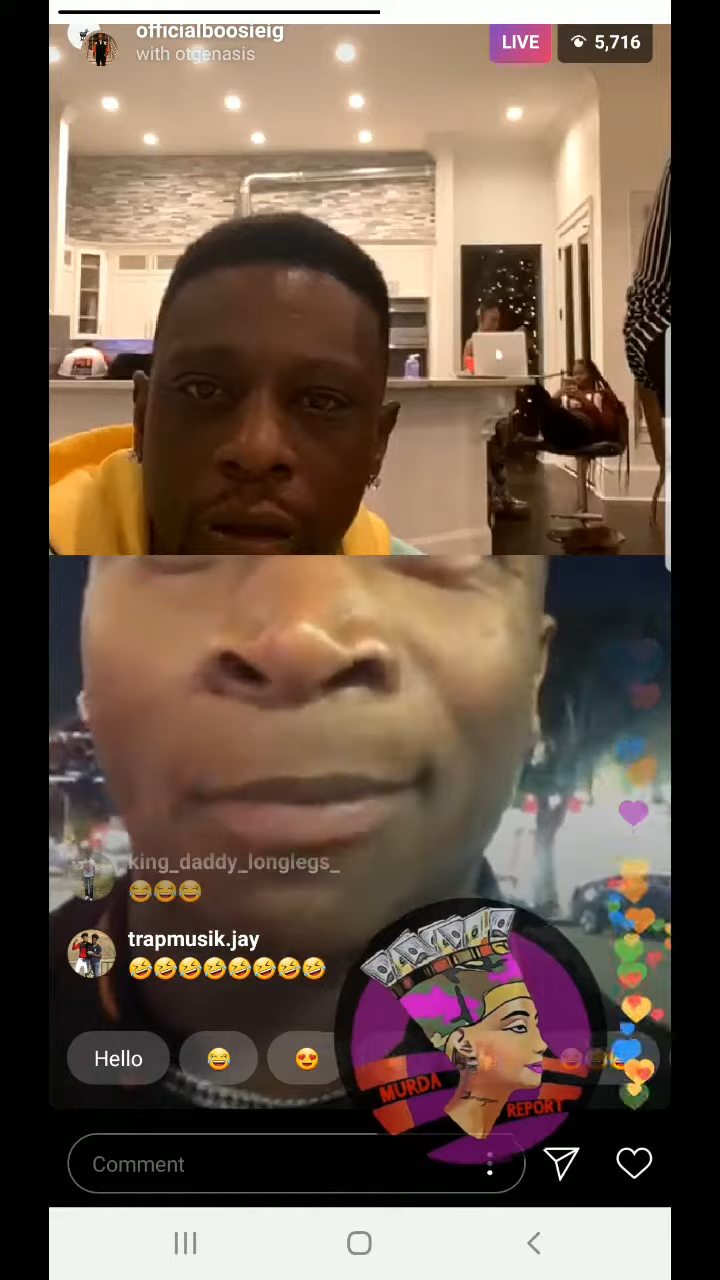 officialboosieig
with otgenasis
LIVE
5,716
king_daddy_longlegs_
😂😂😂
trapmusik.jay
🤣🤣🤣🤣🤣🤣🤣🤣
Hello
MURDA
REPORT
Comment